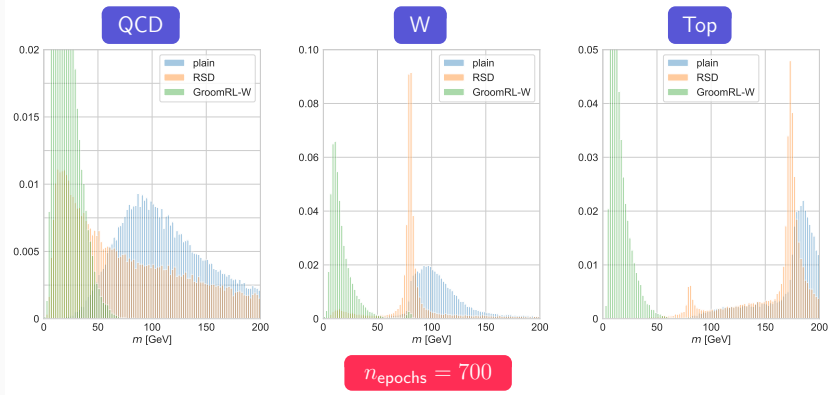 QCD
W
Top
0.02
0.015
0.01
0.005
0
0
50
100
150
200
m [GeV]
plain
RSD
GroomRL-W
0.10
0.08
0.06
0.04
0.02
0
0
50
100
150
200
m [GeV]
plain
RSD
GroomRL-W
0.05
0.04
0.03
0.02
0.01
0
0
50
100
150
200
m [GeV]
plain
RSD
GroomRL-W
n_epochs = 700